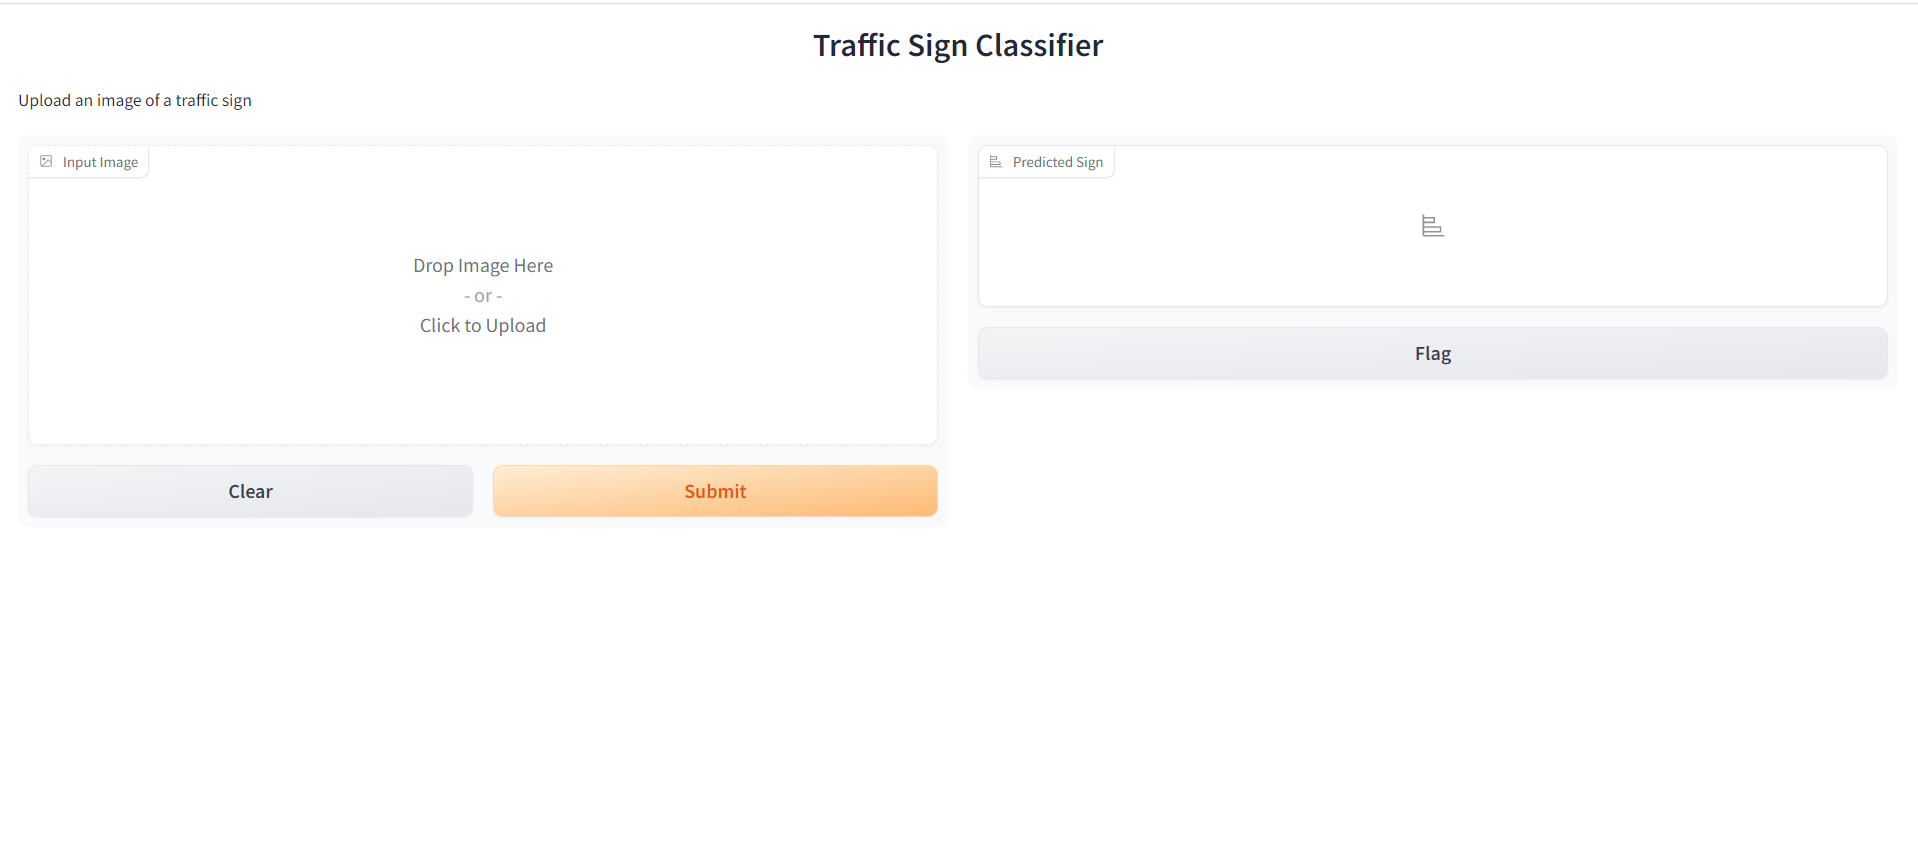 Traffic Sign Classifier
Upload an image of a traffic sign
Input Image
Drop Image Here
- or -
Click to Upload
Clear
Submit
Predicted Sign
Flag